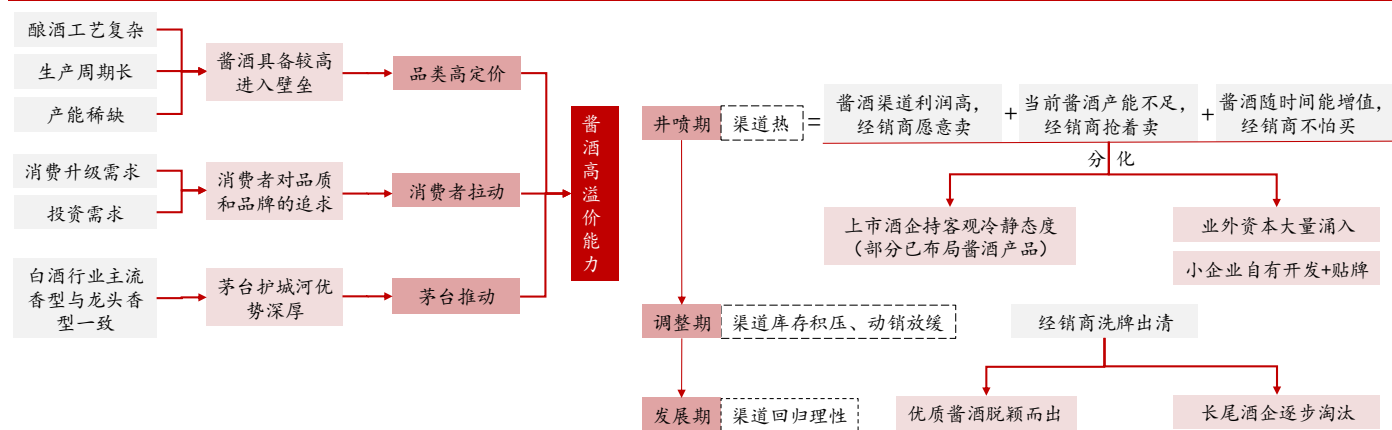 酿酒工艺复杂
生产周期长
产能稀缺
酱酒具备较高
进入壁垒
品类高定价
消费升级需求
投资需求
消费者对品质
和品牌的追求
消费者拉动
白酒行业主流
香型与龙头香
型一致
茅台护城河优
势深厚
茅台推动
酱酒高溢价能力
井喷期
渠道热
=
酱酒渠道利润高，
经销商愿意卖
+
当前酱酒产能不足，
经销商抢着卖
+
酱酒随时间能增值，
经销商不怕买
分化
上市酒企持客观冷静态度
（部分已布局酱酒产品）
业外资本大量涌入
小企业自有开发+贴牌
调整期
渠道库存积压、动销放缓
经销商洗牌出清
发展期
渠道回归理性
优质酱酒脱颖而出
长尾酒企逐步淘汰